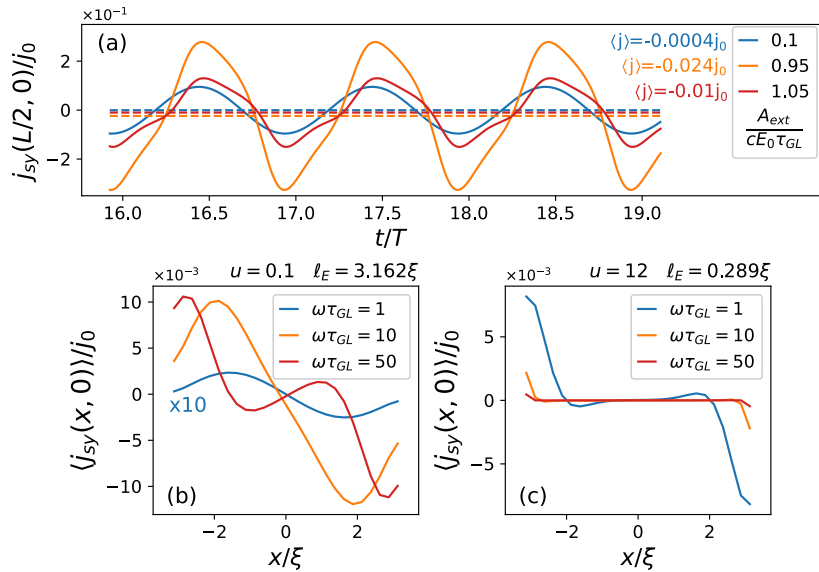 ×10⁻¹
(a)
⟨j⟩=-0.0004j₀
⟨j⟩=-0.024j₀
⟨j⟩=-0.01j₀
0.1
0.95
1.05
A_ext
cE₀τ_GL
j_sy(L/2, 0)/j₀
2
0
−2
16.0 16.5 17.0 17.5 18.0 18.5 19.0
t/T
×10⁻³ u = 0.1 ℓ_E = 3.162ξ
ωτ_GL = 1
ωτ_GL = 10
ωτ_GL = 50
⟨j_sy(x, 0)⟩/j₀
10
5
0
−5
−10
x10
(b)
−2 0 2
x/ξ
×10⁻³ u = 12 ℓ_E = 0.289ξ
ωτ_GL = 1
ωτ_GL = 10
ωτ_GL = 50
⟨j_sy(x, 0)⟩/j₀
5
0
−5
(c)
−2 0 2
x/ξ